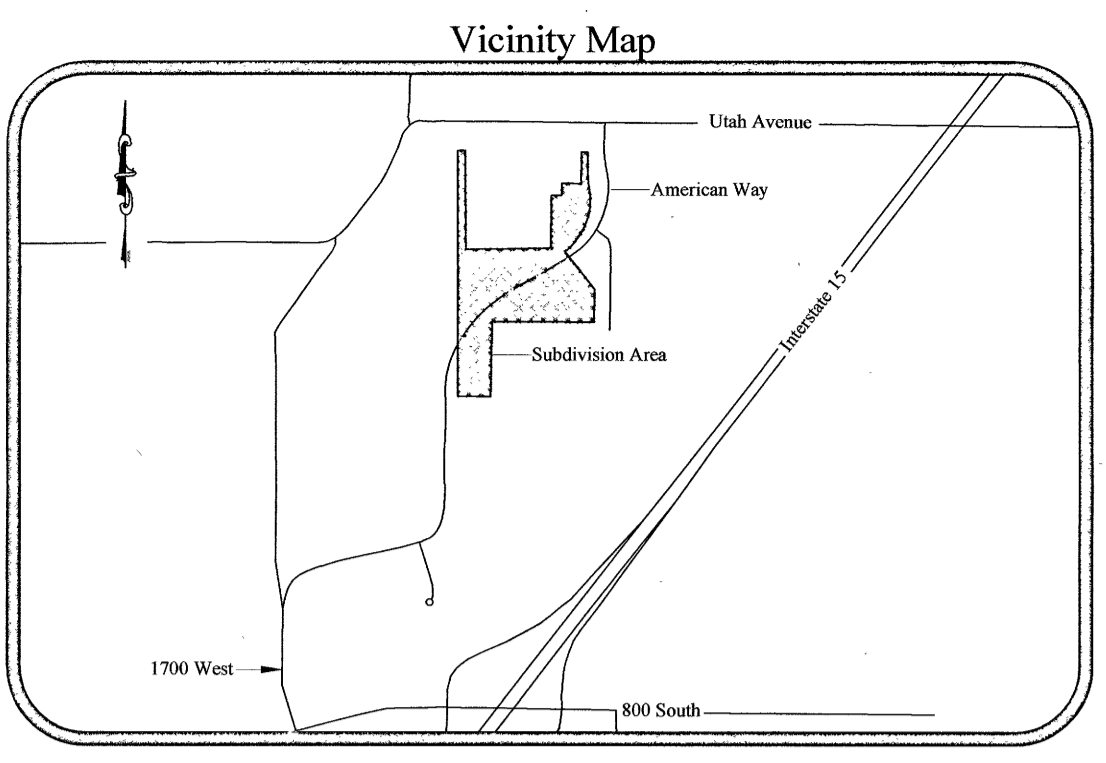 Vicinity Map
Utah Avenue
American Way
Interstate 15
Subdivision Area
1700 West
800 South